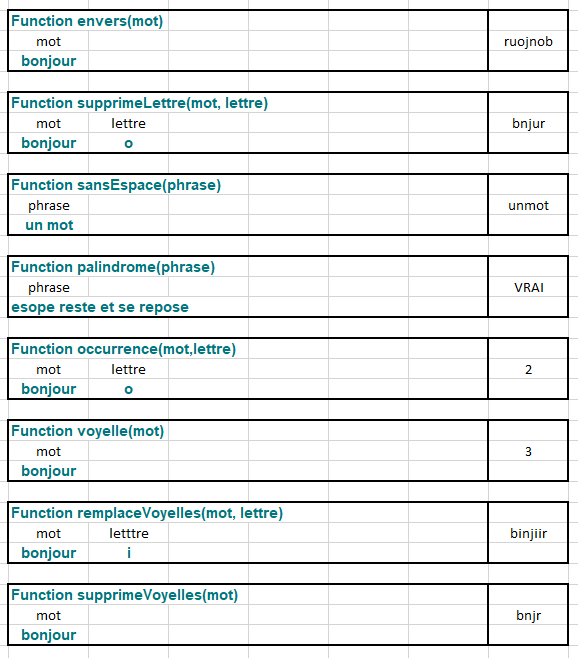 Function envers(mot)
mot ruojnob
bonjour
Function supprimeLettre(mot, lettre)
mot lettre bnjur
bonjour o
Function sansEspace(phrase)
phrase unmot
un mot
Function palindrome(phrase)
phrase VRAI
esope reste et se repose
Function occurrence(mot,lettre)
mot lettre 2
bonjour o
Function voyelle(mot)
mot 3
bonjour
Function remplaceVoyelles(mot, lettre)
mot letttre binjiir
bonjour i
Function supprimeVoyelles(mot)
mot bnjr
bonjour